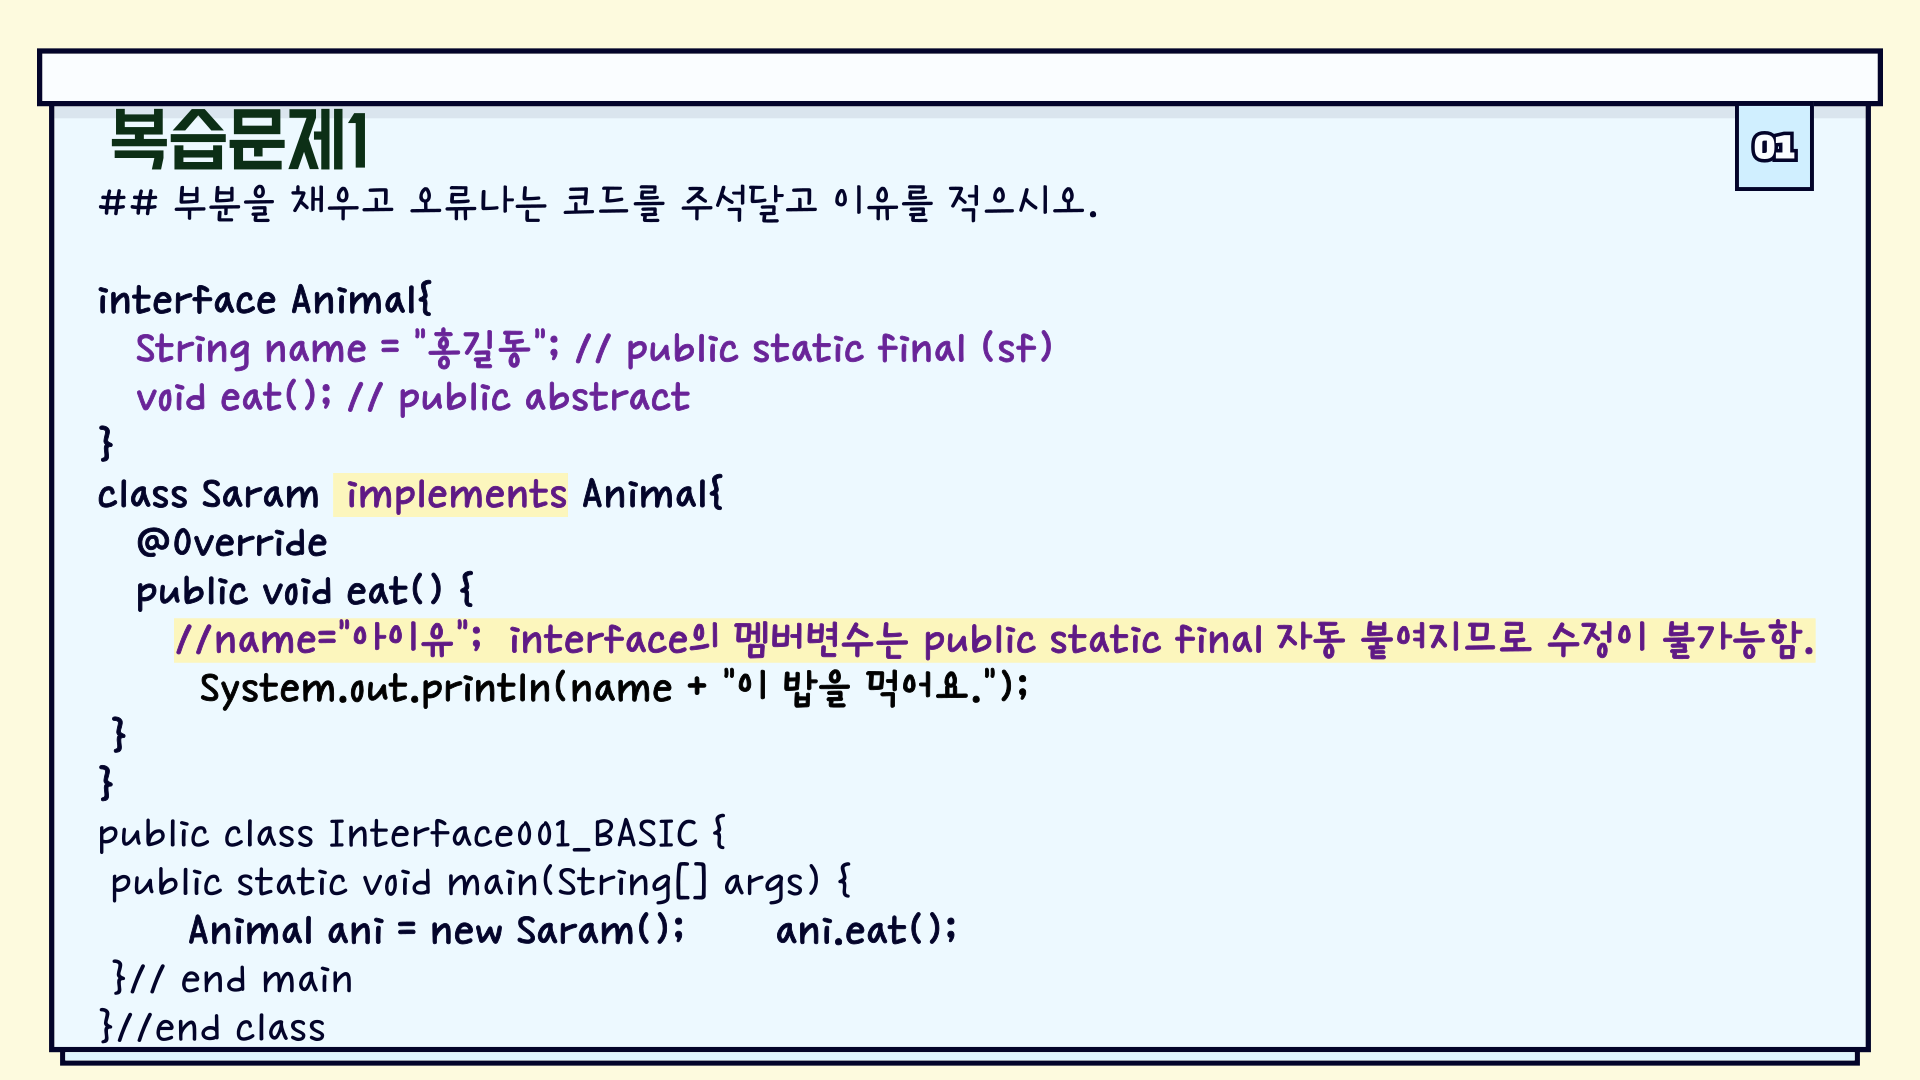 복습문제1
01
## 부분을 채우고 오류나는 코드를 주석달고 이유를 적으시오.
interface Animal{
String name = "홍길동"; // public static final (sf)
void eat(); // public abstract
}
class Saram implements Animal{
@Override
public void eat() {
//name="아이유"; interface의 멤버변수는 public static final 자동 붙여지므로 수정이 불가능함.
System.out.println(name + "이 밥을 먹어요.");
}
}
public class Interface001_BASIC {
public static void main(String[] args) {
Animal ani = new Saram(); ani.eat();
}// end main
}//end class